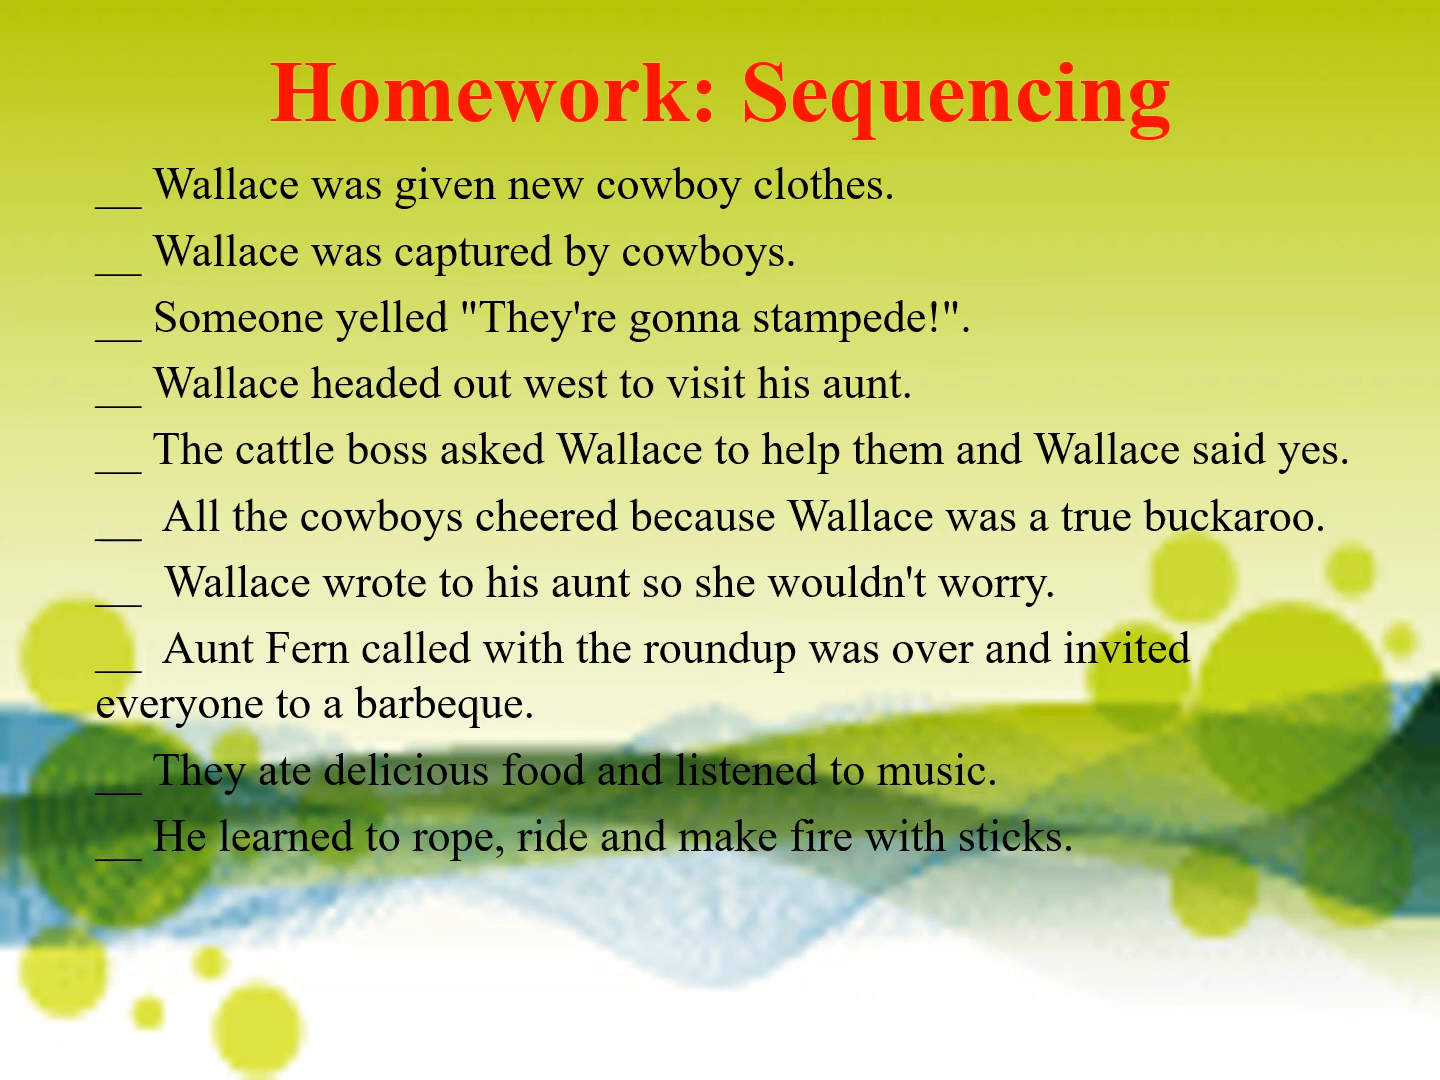 Homework: Sequencing
__ Wallace was given new cowboy clothes.
__ Wallace was captured by cowboys.
__ Someone yelled "They're gonna stampede!".
__ Wallace headed out west to visit his aunt.
__ The cattle boss asked Wallace to help them and Wallace said yes.
__ All the cowboys cheered because Wallace was a true buckaroo.
__ Wallace wrote to his aunt so she wouldn't worry.
__ Aunt Fern called with the roundup was over and invited
everyone to a barbeque.
__ They ate delicious food and listened to music.
__ He learned to rope, ride and make fire with sticks.